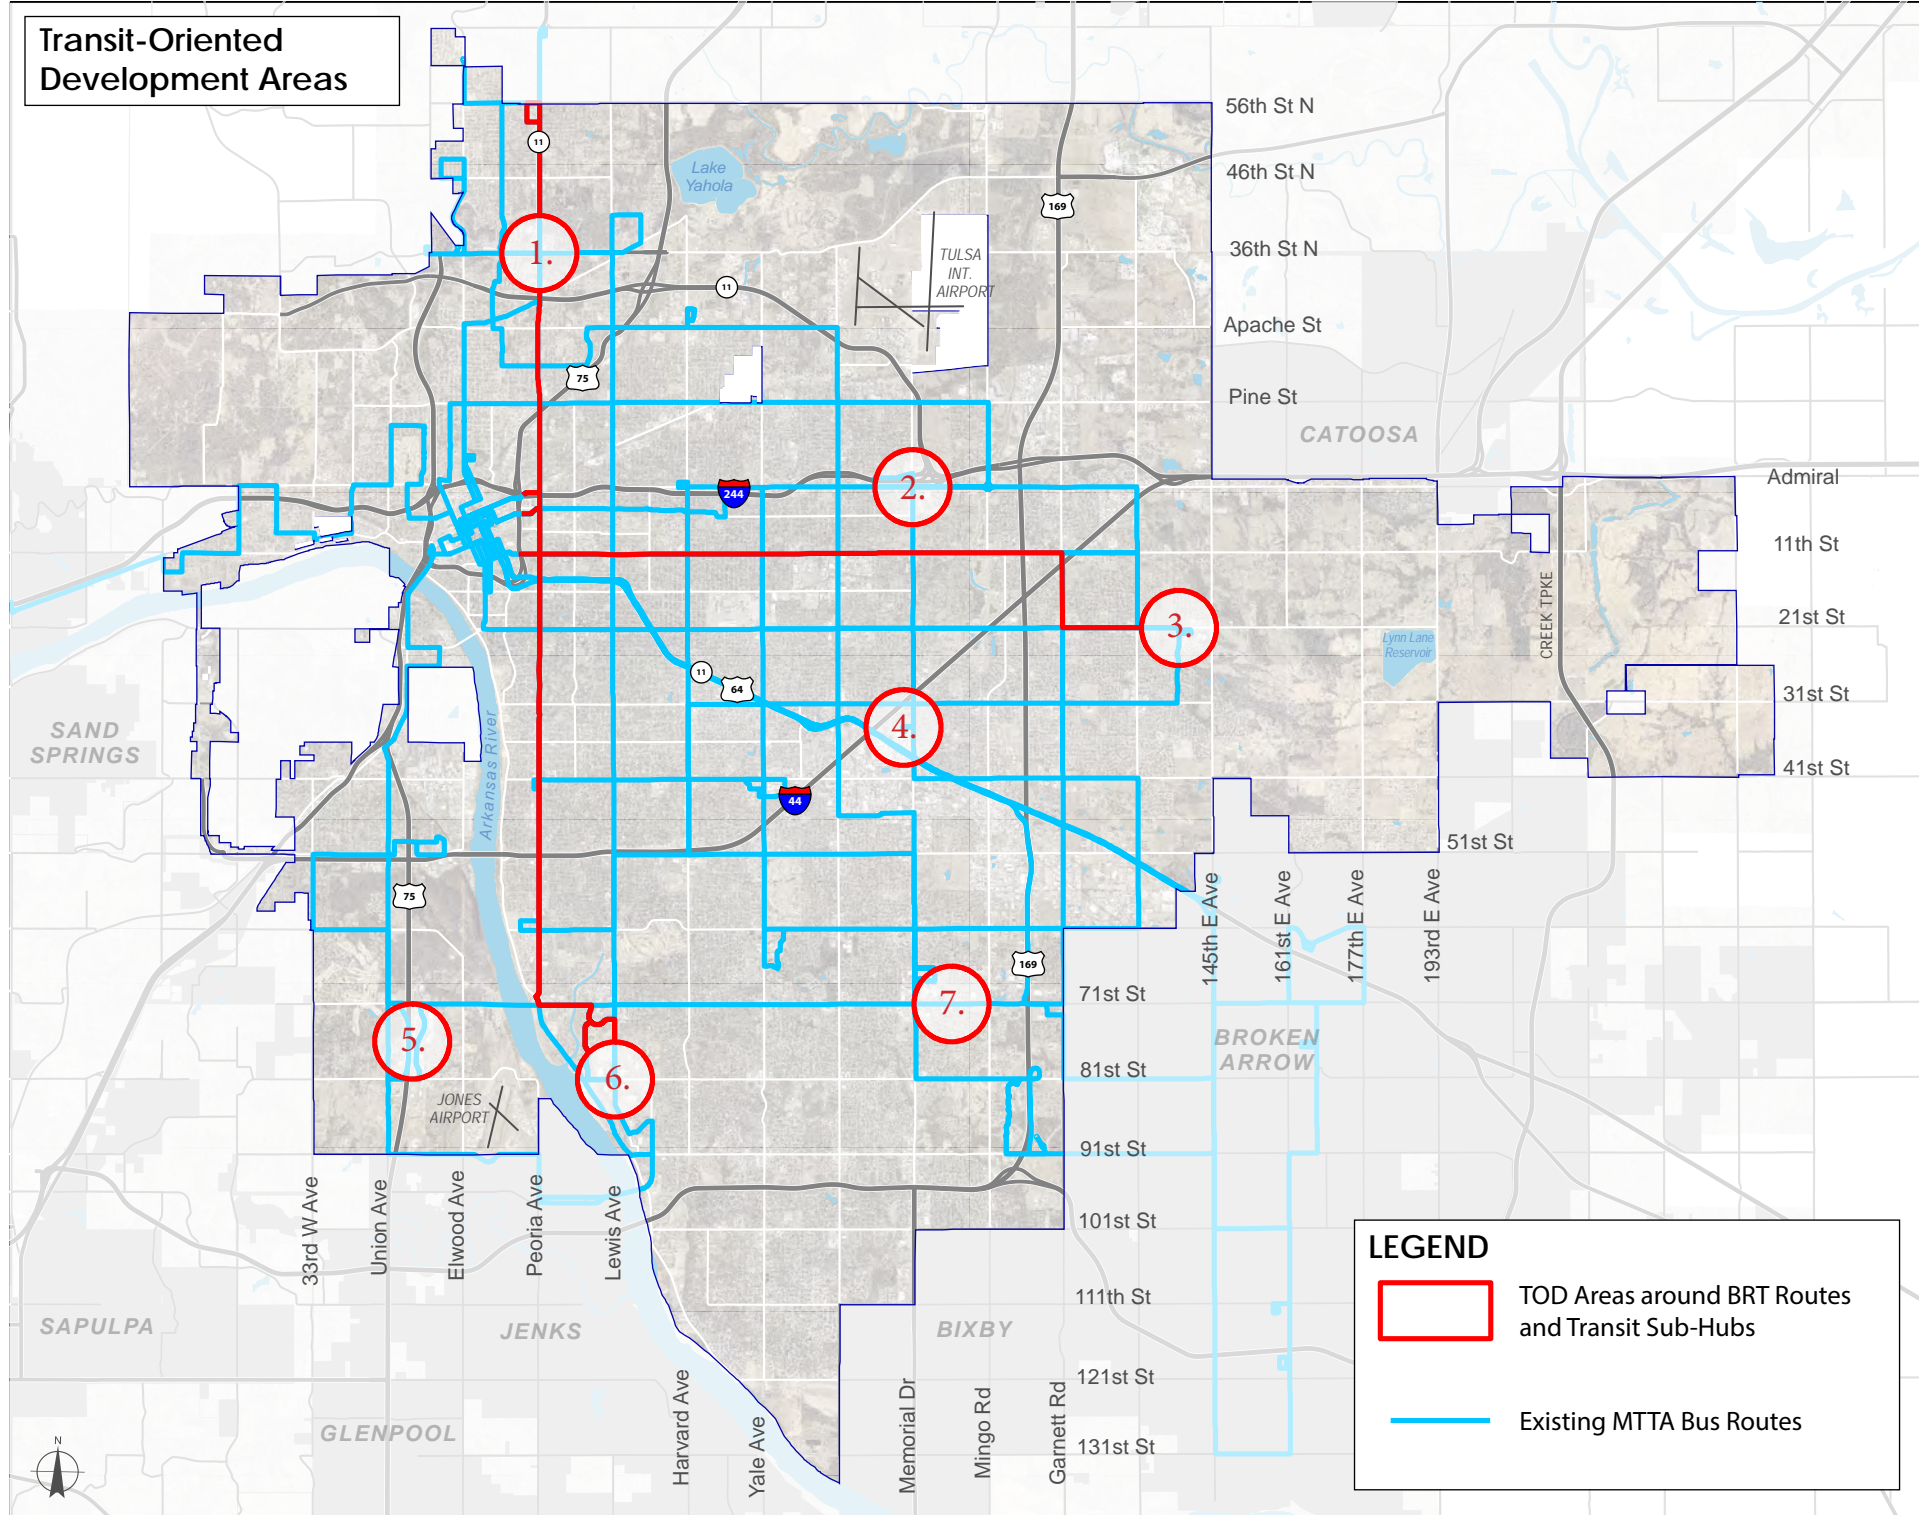 Transit-Oriented
Development Areas
56th St N
11
46th St N
Lake
Yahola
169
36th St N
1.
TULSA
INT.
AIRPORT
11
Apache St
75
Pine St
CATOOSA
Admiral
2.
244
11th St
CREEK TPKE
21st St
3.
Lynn Lane
Reservoir
11
64
31st St
SAND
SPRINGS
Arkansas River
4.
41st St
44
51st St
75
145th E Ave
161st E Ave
177th E Ave
193rd E Ave
169
71st St
7.
5.
BROKEN
ARROW
6.
81st St
JONES
AIRPORT
91st St
33rd W Ave
Union Ave
Elwood Ave
Peoria Ave
Lewis Ave
101st St
LEGEND
TOD Areas around BRT Routes
and Transit Sub-Hubs
111th St
SAPULPA
JENKS
BIXBY
121st St
Harvard Ave
Yale Ave
Memorial Dr
Mingo Rd
Garnett Rd
Existing MTTA Bus Routes
GLENPOOL
131st St
N